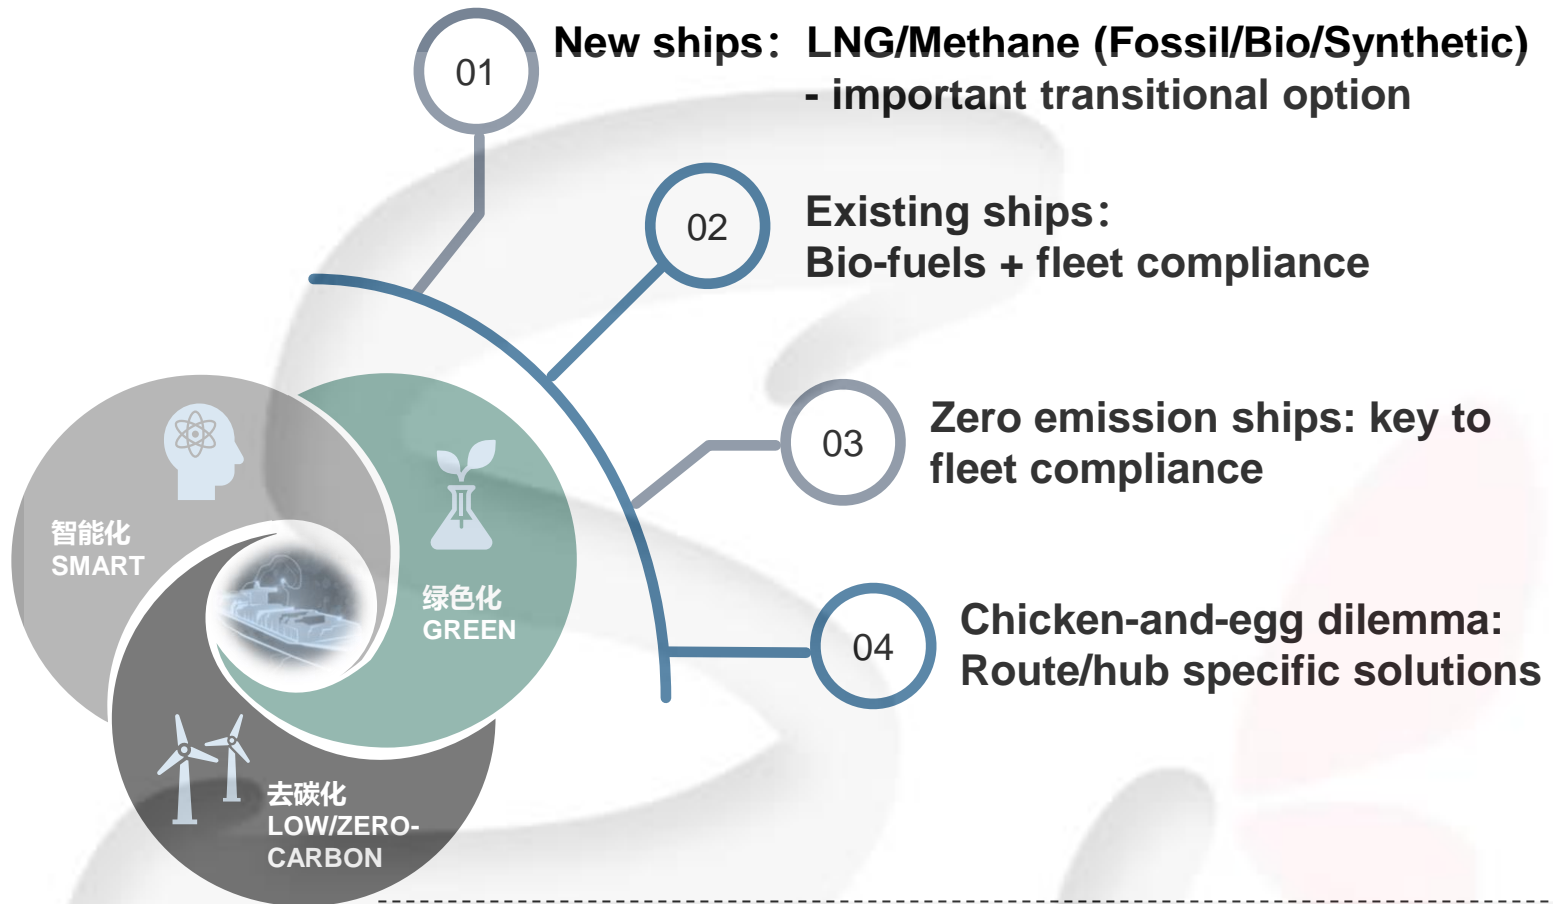 01
New ships：LNG/Methane (Fossil/Bio/Synthetic)
- important transitional option
02
Existing ships：
Bio-fuels + fleet compliance
03
Zero emission ships: key to
fleet compliance
04
Chicken-and-egg dilemma:
Route/hub specific solutions
智能化
SMART
绿色化
GREEN
去碳化
LOW/ZERO-
CARBON